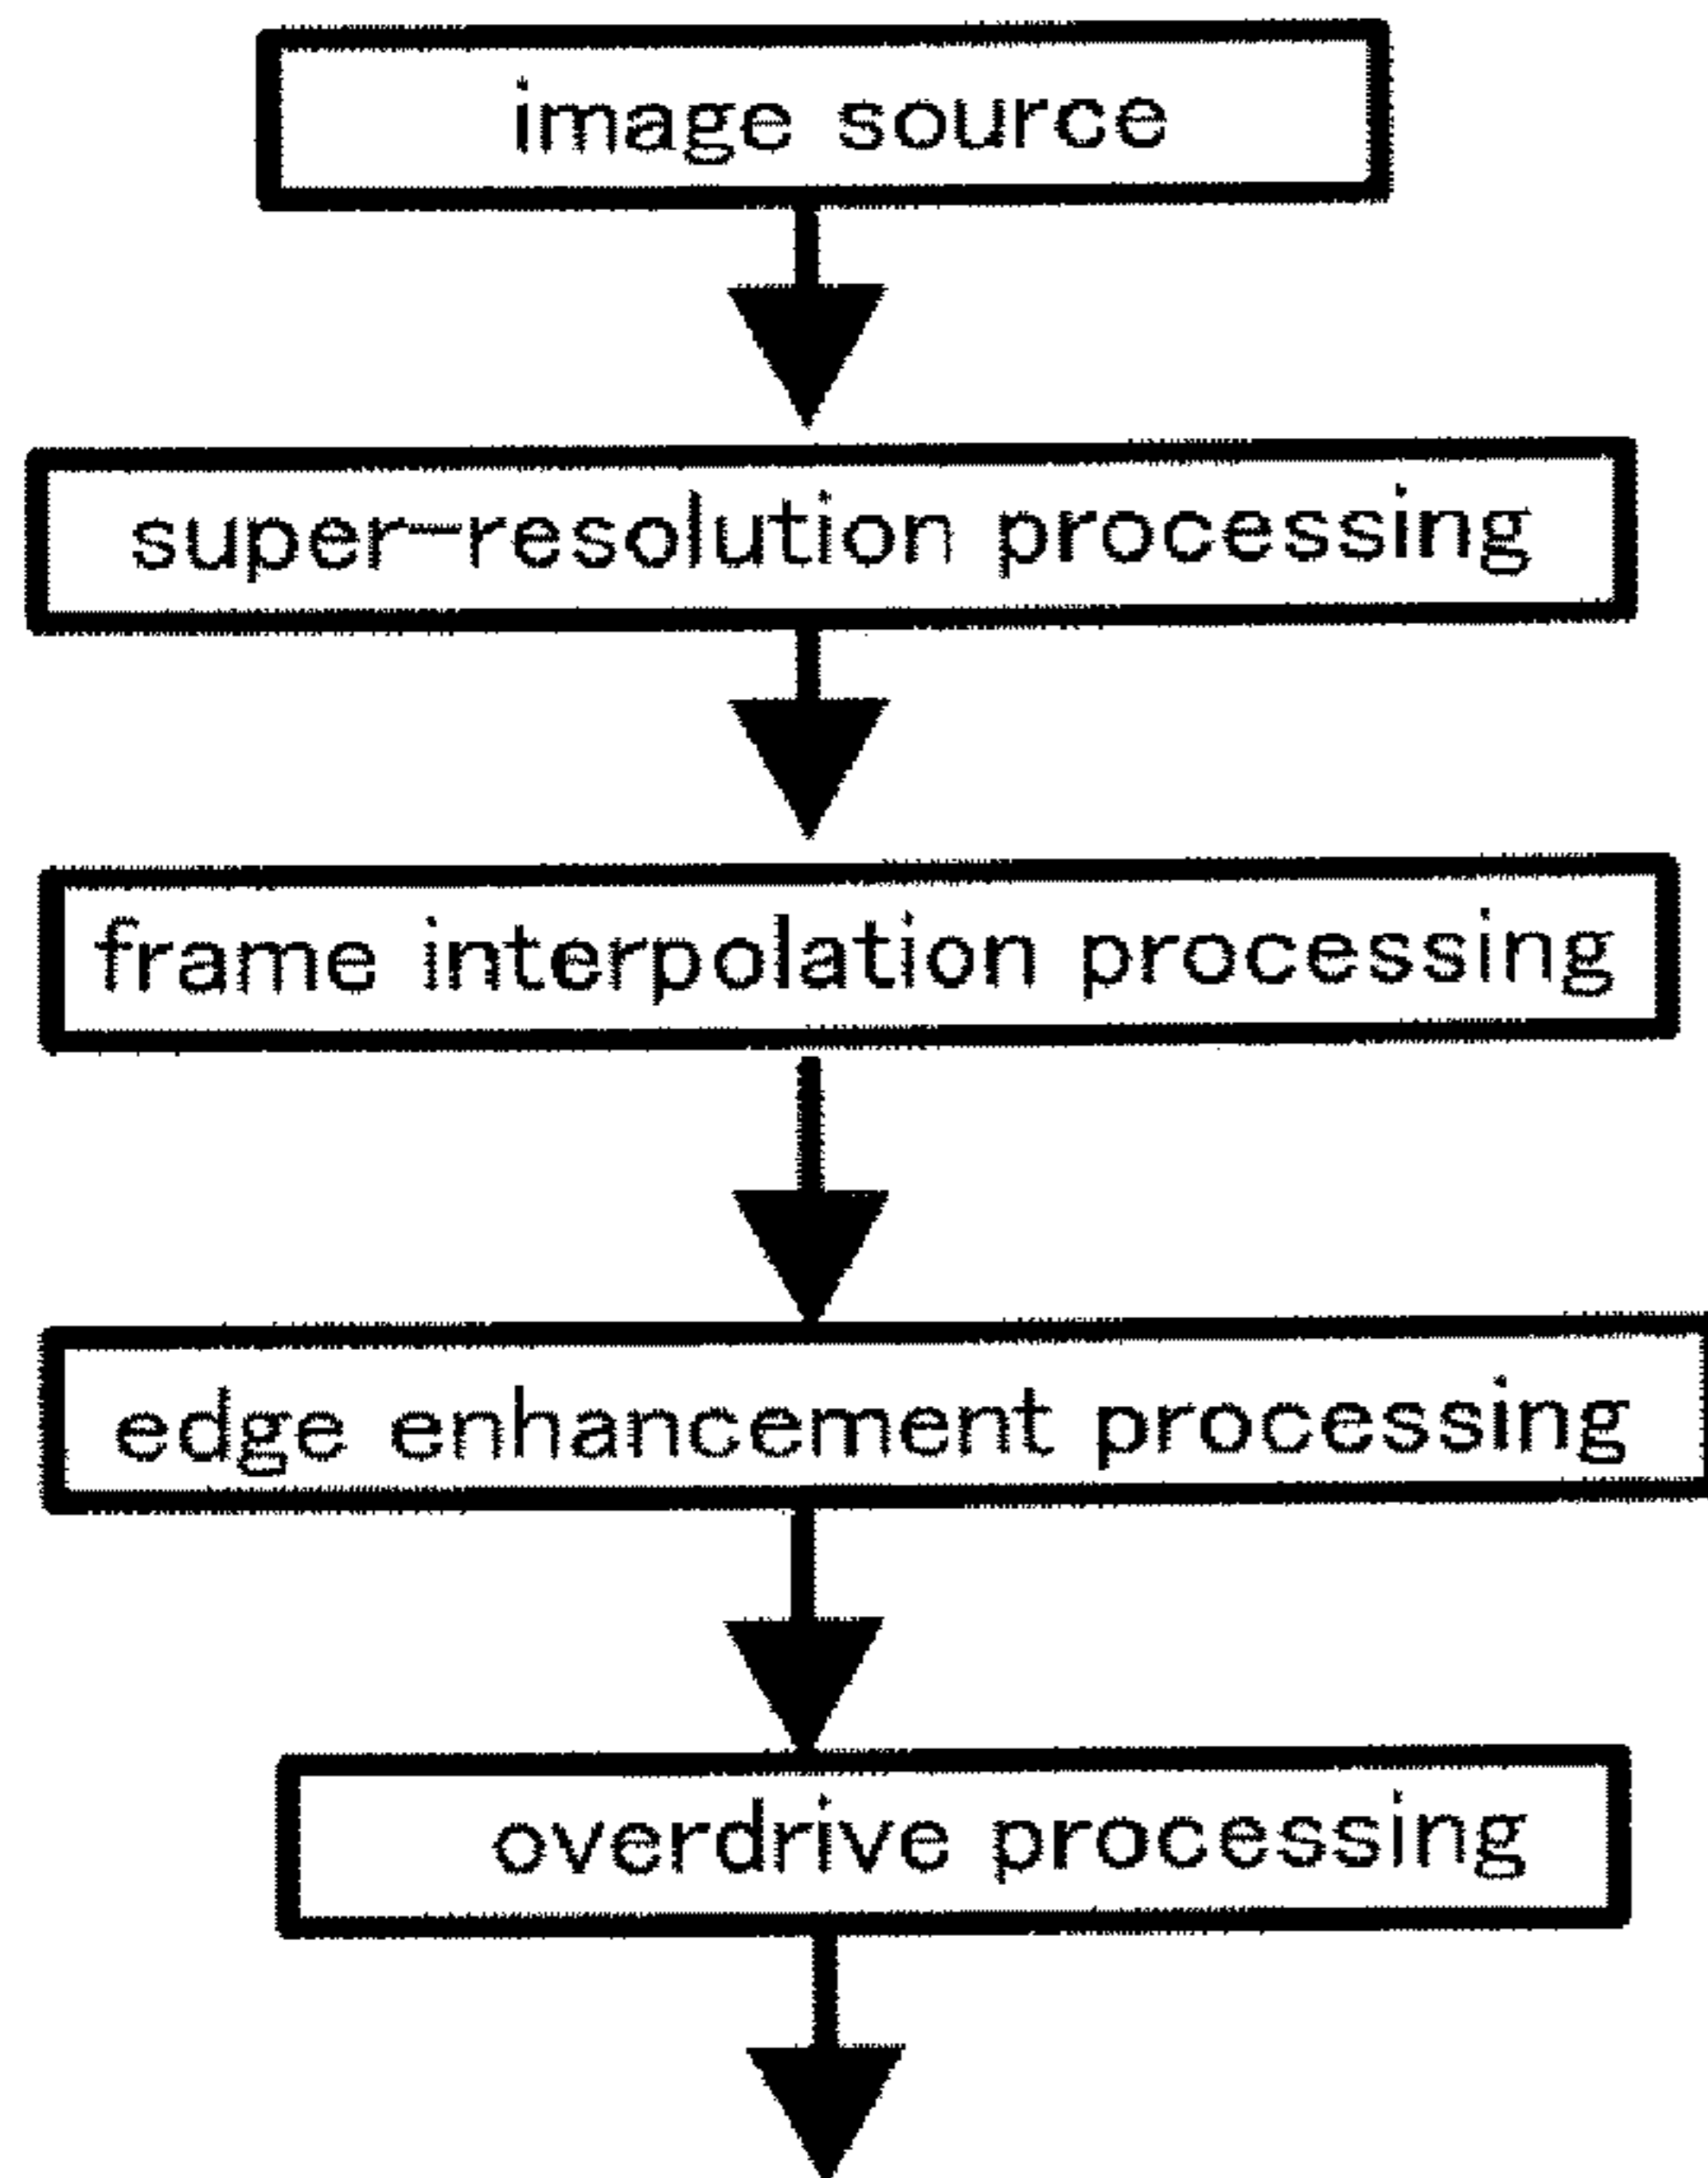 image source
super-resolution processing
frame interpolation processing
edge enhancement processing
overdrive processing